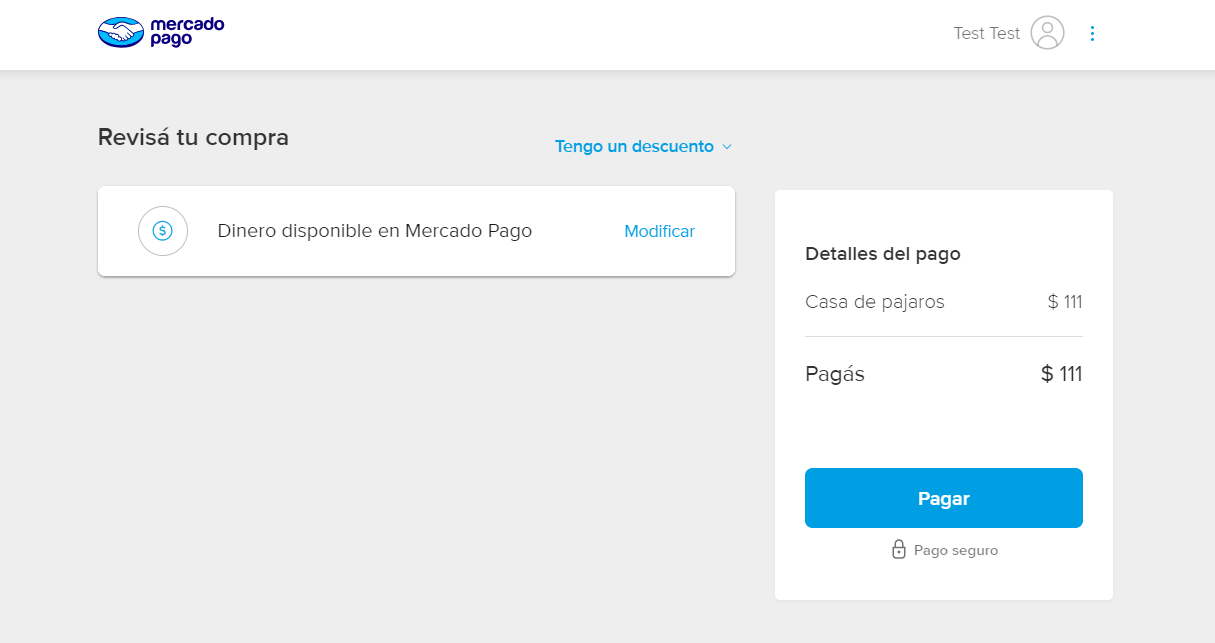 mercado
pago
Test Test
Revisá tu compra
Tengo un descuento
$
Dinero disponible en Mercado Pago
Modificar
Detalles del pago
Casa de pajaros $ 111
Pagás $ 111
Pagar
Pago seguro